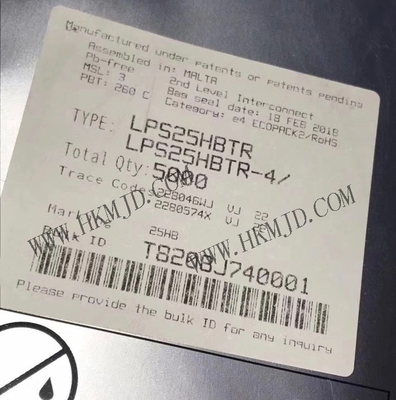 Manufactured under patents or patents pending
Assembled in: MALTA
Pb-free 2nd Level Interconnect
MSL: 3 Bag seal date: 18 FEB 2018
PBT: 260 C Category: e4 ECOPACK2/RoHS
TYPE: LPS25HBTR
LPS25HBTR-4/
Total Qty: 5000
Trace Codes VJ 22
2280574X VJ
25HB
ID T820BJ740001
Please provide the bulk ID for any inquiry
WWW.HKMJD.COM
WWW.HKMJD.COM